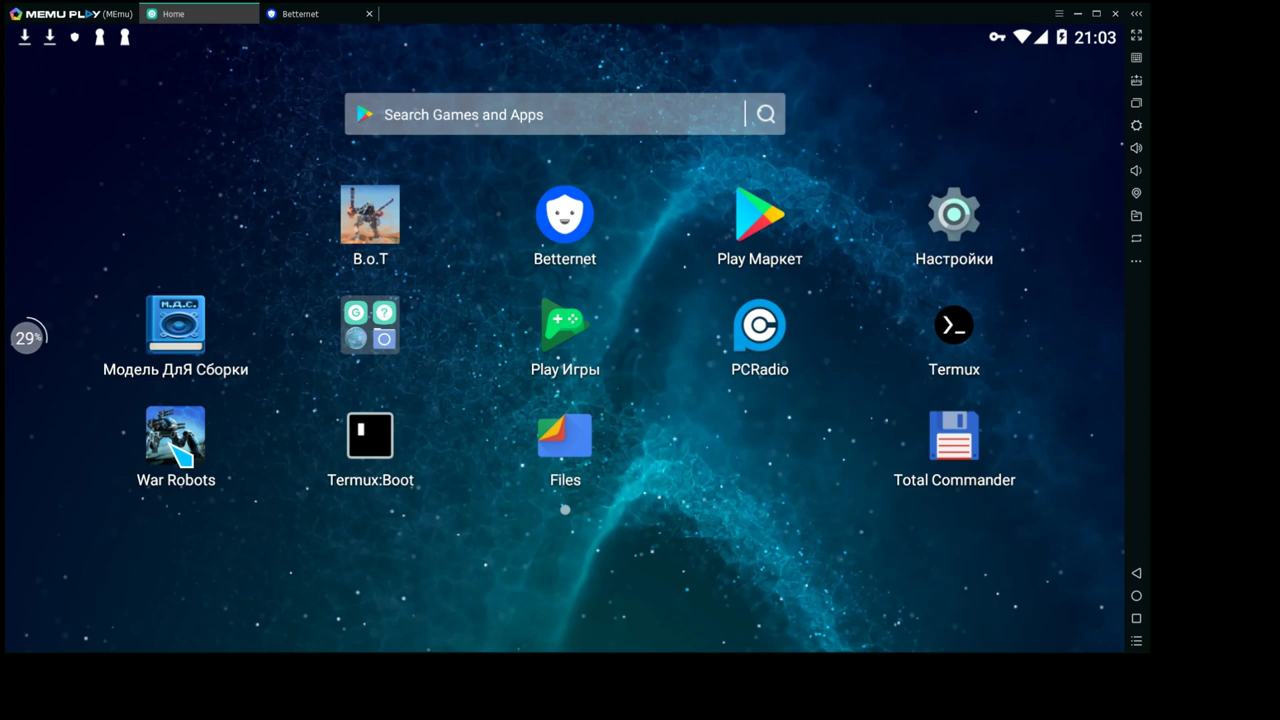 MEMU PLAY (MEmu) Home Betternet
21:03
Search Games and Apps
B.o.T Betternet Play Маркет Настройки
М.Д.С.
29%
Модель ДлЯ Сборки Play Игры PCRadio Termux
War Robots Termux:Boot Files Total Commander